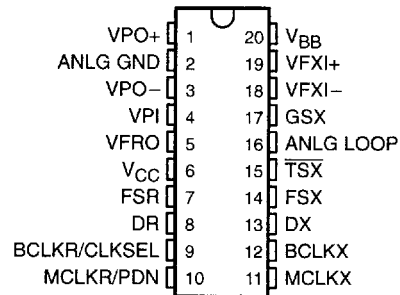 VPO+ 1 20 VBB
ANLG GND 2 19 VFXI+
VPO− 3 18 VFXI−
VPI 4 17 GSX
VFRO 5 16 ANLG LOOP
VCC 6 15 TSX
FSR 7 14 FSX
DR 8 13 DX
BCLKR/CLKSEL 9 12 BCLKX
MCLKR/PDN 10 11 MCLKX